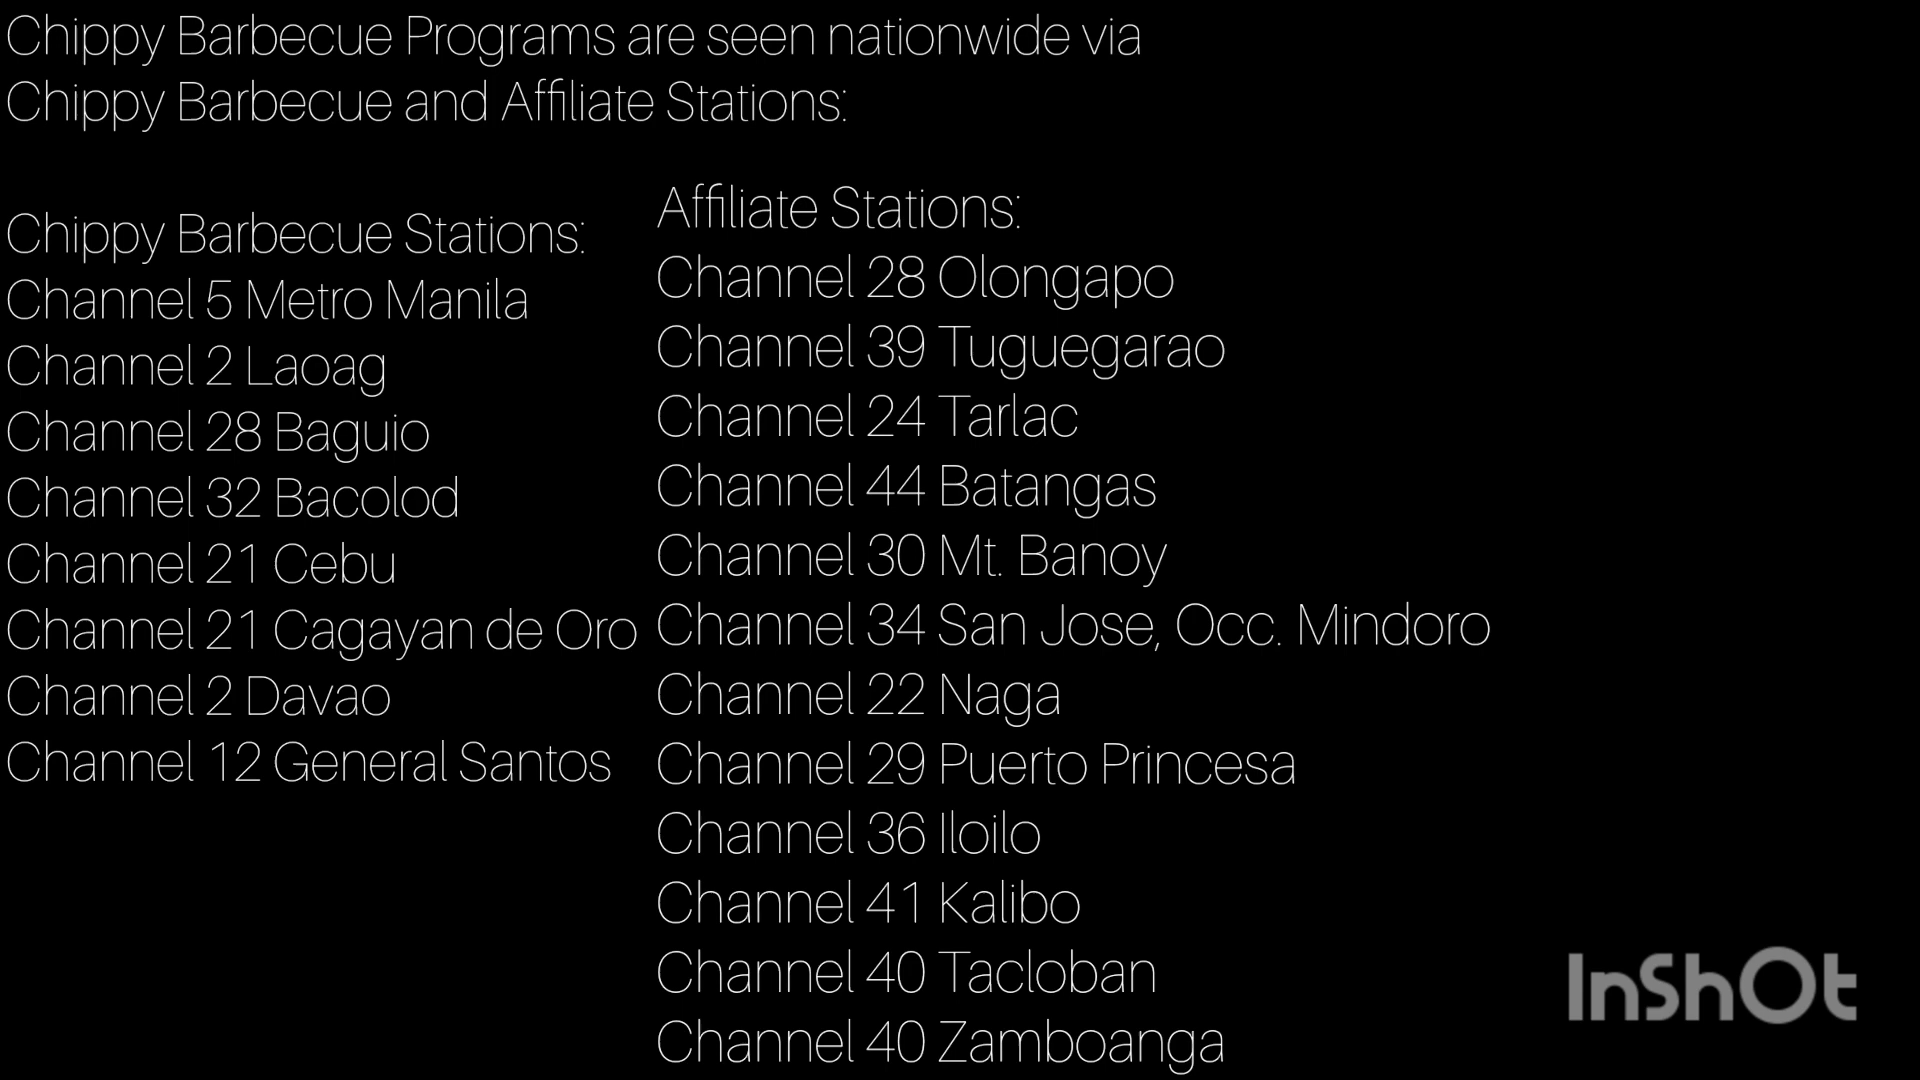 Chippy Barbecue Programs are seen nationwide via
Chippy Barbecue and Affiliate Stations:
Chippy Barbecue Stations:
Channel 5 Metro Manila
Channel 2 Laoag
Channel 28 Baguio
Channel 32 Bacolod
Channel 21 Cebu
Channel 21 Cagayan de Oro
Channel 2 Davao
Channel 12 General Santos
Affiliate Stations:
Channel 28 Olongapo
Channel 39 Tuguegarao
Channel 24 Tarlac
Channel 44 Batangas
Channel 30 Mt. Banoy
Channel 34 San Jose, Occ. Mindoro
Channel 22 Naga
Channel 29 Puerto Princesa
Channel 36 Iloilo
Channel 41 Kalibo
Channel 40 Tacloban
Channel 40 Zamboanga
InShOt